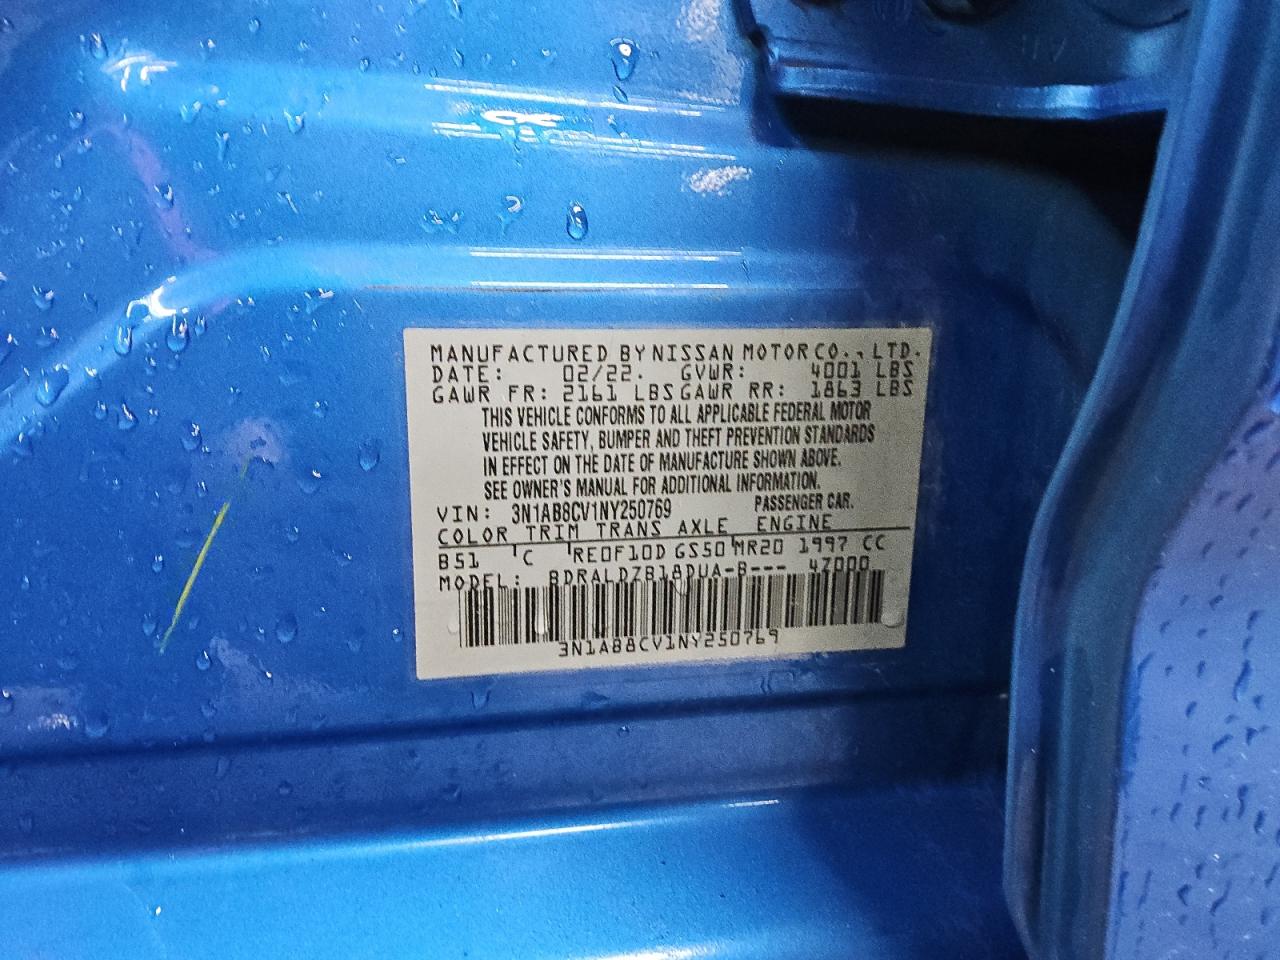 MANUFACTURED BY NISSAN MOTOR CO., LTD.
DATE: 02/22. GVWR: 4001 LBS
GAWR FR: 2161 LBS GAWR RR: 1863 LBS
THIS VEHICLE CONFORMS TO ALL APPLICABLE FEDERAL MOTOR
VEHICLE SAFETY, BUMPER AND THEFT PREVENTION STANDARDS
IN EFFECT ON THE DATE OF MANUFACTURE SHOWN ABOVE.
SEE OWNER'S MANUAL FOR ADDITIONAL INFORMATION.
VIN: 3N1AB8CV1NY250769 PASSENGER CAR.
COLOR TRIM TRANS AXLE ENGINE
B51 C RE0F10D GS50 MR20 1997 CC
MODEL: BDRALDZB18DUA-B--- 4Z000
3N1AB8CV1NY250769